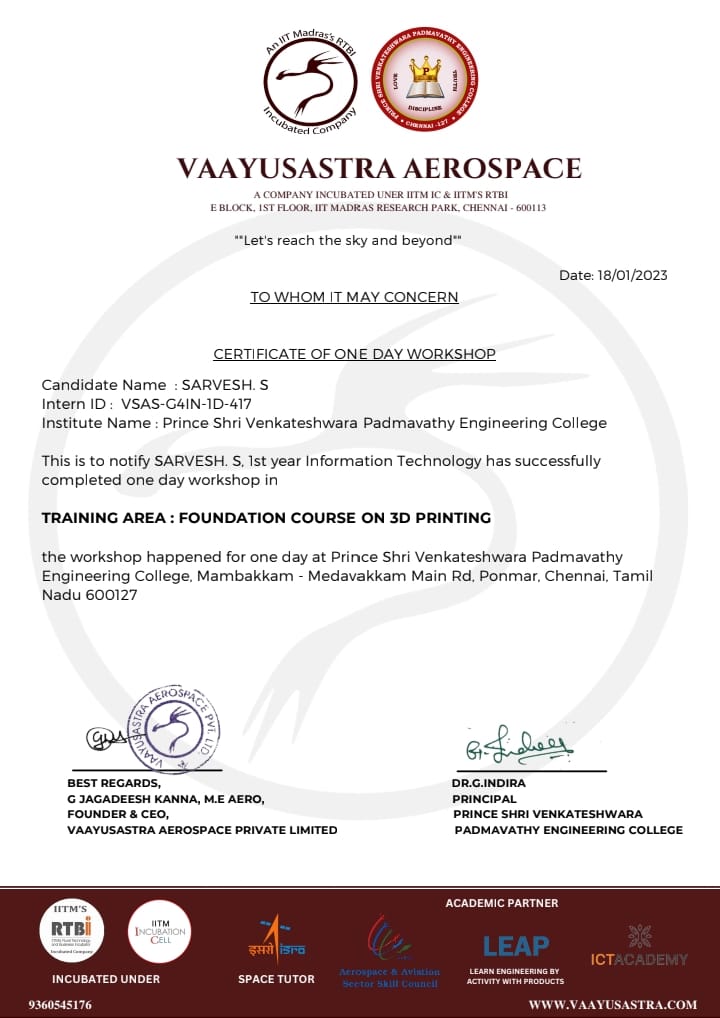 An IIT Madras's RTBI
Incubated Company
PRINCE SHRI VENKATESHWARA PADMAVATHY ENGINEERING COLLEGE
LOVE
TRUTH
P
DISCIPLINE
CHENNAI -127
VAAYUSASTRA AEROSPACE
A COMPANY INCUBATED UNER IITM IC & IITM'S RTBI
E BLOCK, 1ST FLOOR, IIT MADRAS RESEARCH PARK, CHENNAI - 600113
""Let's reach the sky and beyond""
Date: 18/01/2023
TO WHOM IT MAY CONCERN
CERTIFICATE OF ONE DAY WORKSHOP
Candidate Name : SARVESH. S
Intern ID : VSAS-G4IN-1D-417
Institute Name : Prince Shri Venkateshwara Padmavathy Engineering College
This is to notify SARVESH. S, 1st year Information Technology has successfully
completed one day workshop in
TRAINING AREA : FOUNDATION COURSE ON 3D PRINTING
the workshop happened for one day at Prince Shri Venkateshwara Padmavathy
Engineering College, Mambakkam - Medavakkam Main Rd, Ponmar, Chennai, Tamil
Nadu 600127
VAAYUSASTRA AEROSPACE PVT. LTD.
G. Indira
BEST REGARDS,
G JAGADEESH KANNA, M.E AERO,
FOUNDER & CEO,
VAAYUSASTRA AEROSPACE PRIVATE LIMITED
DR.G.INDIRA
PRINCIPAL
PRINCE SHRI VENKATESHWARA
PADMAVATHY ENGINEERING COLLEGE
ACADEMIC PARTNER
IITM'S
RTBi
Incubated Company
IITM
INCUBATION
CELL
इसरो isro
Aerospace & Aviation
Sector Skill Council
LEAP
LEARN ENGINEERING BY
ACTIVITY WITH PRODUCTS
ICTACADEMY
INCUBATED UNDER
SPACE TUTOR
9360545176
WWW.VAAYUSASTRA.COM